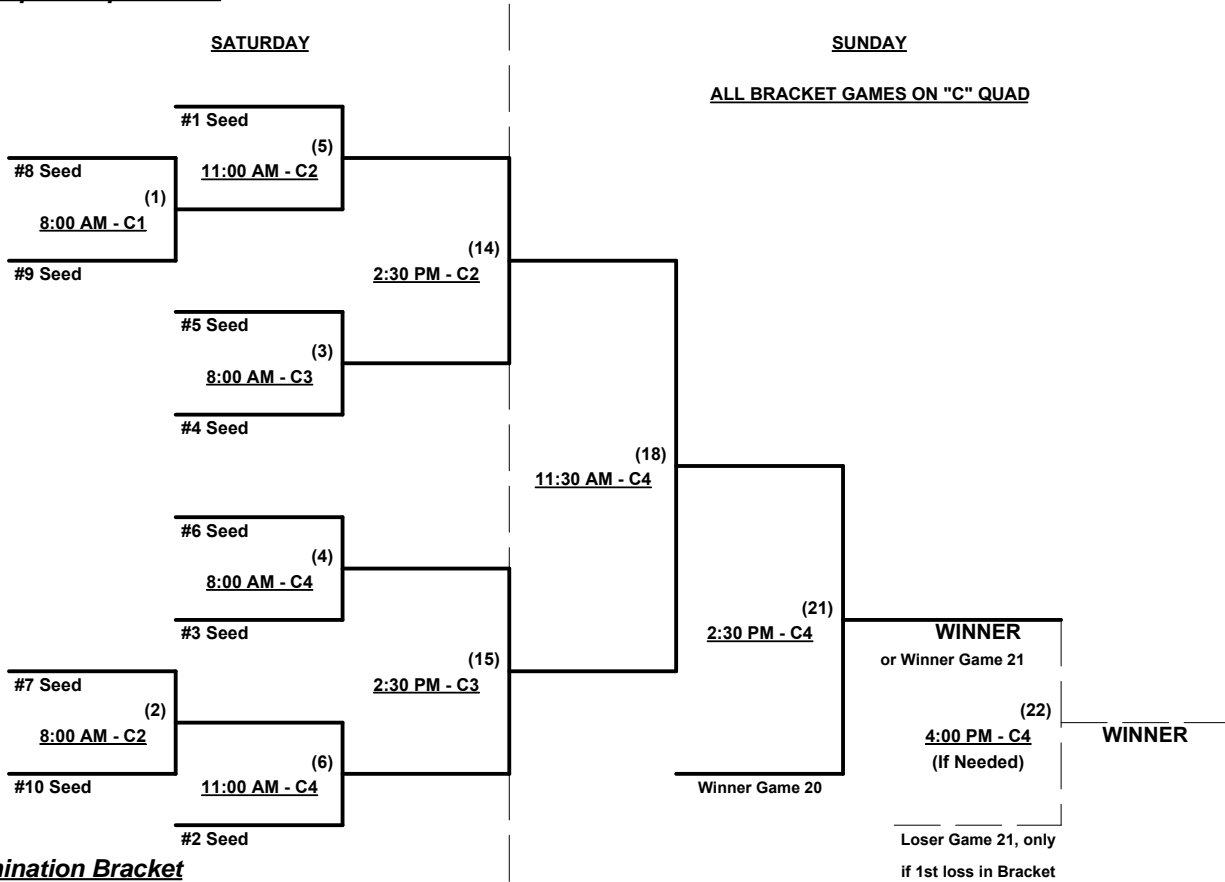 SATURDAY
SUNDAY
ALL BRACKET GAMES ON "C" QUAD
#1 Seed
(5)
11:00 AM - C2
#8 Seed
(1)
8:00 AM - C1
#9 Seed
(14)
2:30 PM - C2
#5 Seed
(3)
8:00 AM - C3
#4 Seed
(18)
11:30 AM - C4
#6 Seed
(4)
8:00 AM - C4
#3 Seed
(21)
2:30 PM - C4
WINNER
or Winner Game 21
(15)
2:30 PM - C3
#7 Seed
(2)
8:00 AM - C2
#10 Seed
(6)
11:00 AM - C4
#2 Seed
(22)
4:00 PM - C4
(If Needed)
WINNER
Winner Game 20
Loser Game 21, only
if 1st loss in Bracket
mination Bracket